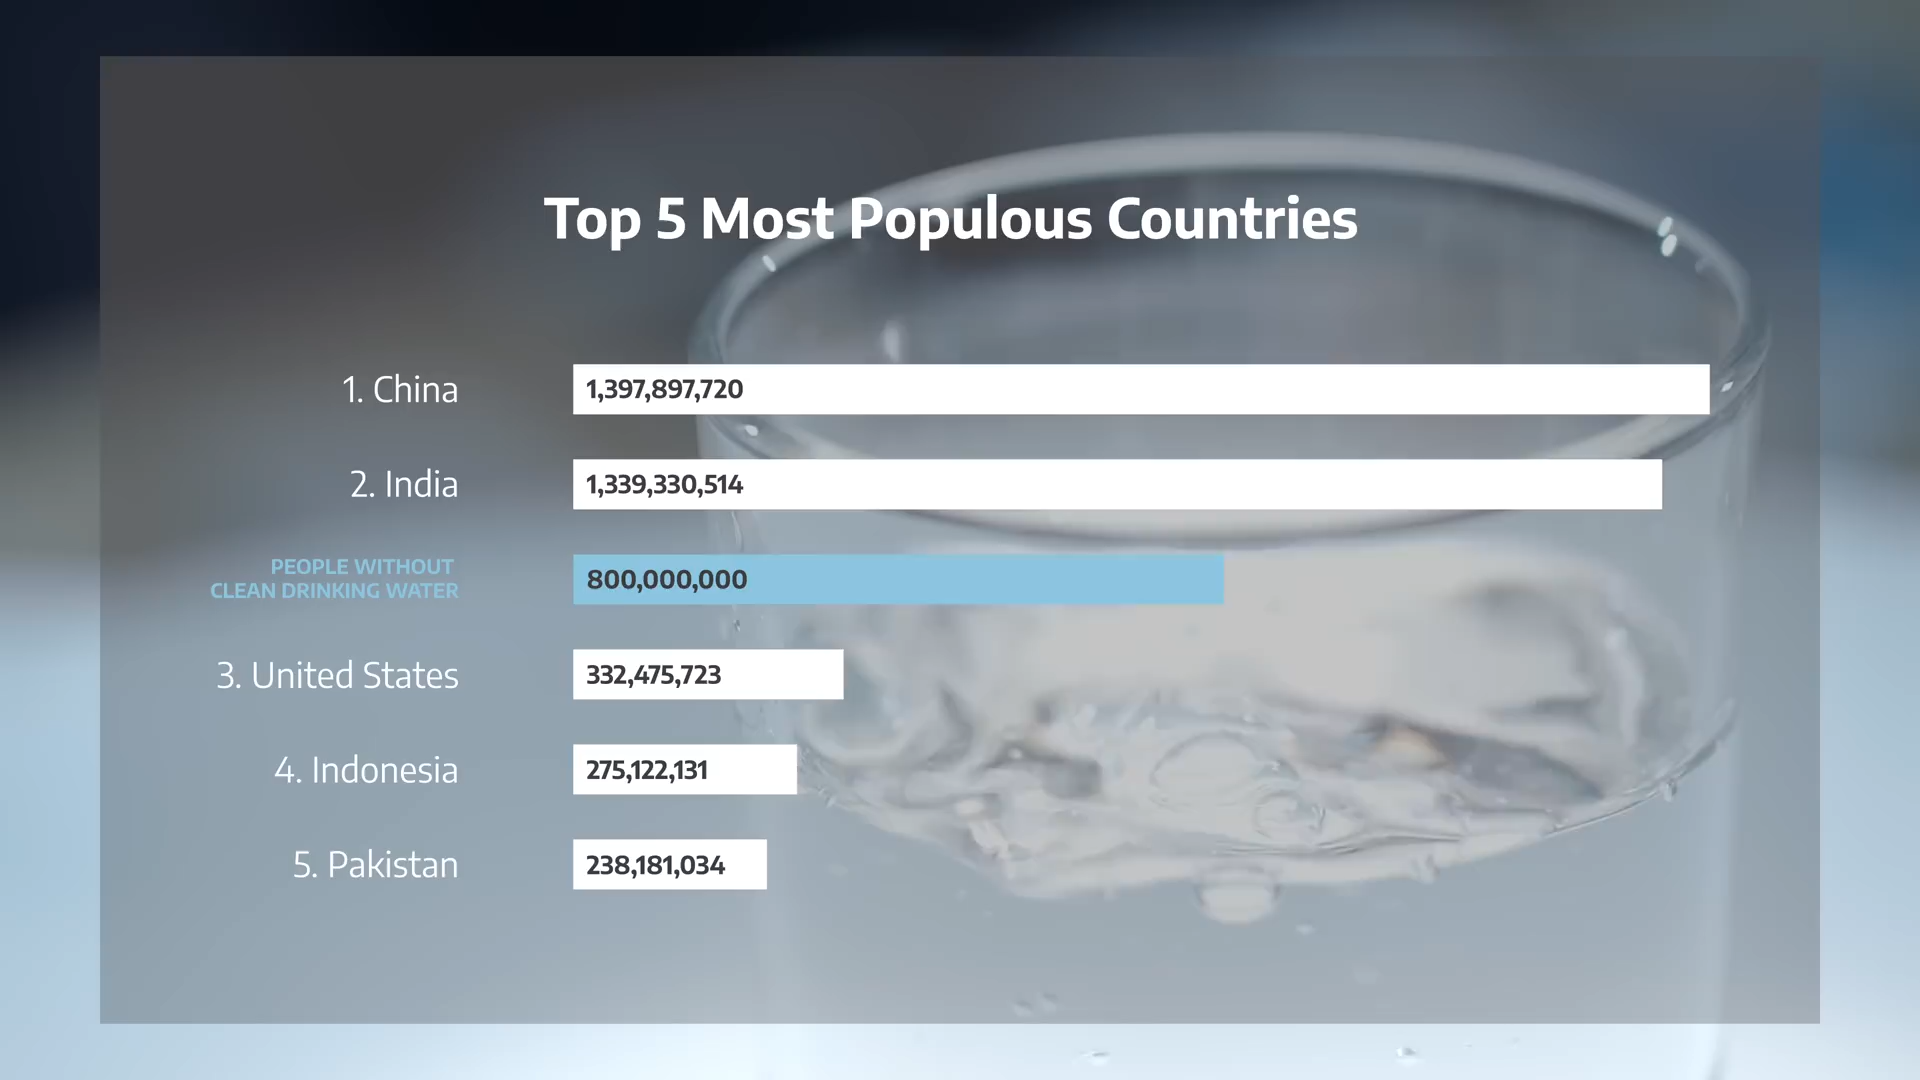 Top 5 Most Populous Countries
1. China
1,397,897,720
2. India
1,339,330,514
PEOPLE WITHOUT
CLEAN DRINKING WATER
800,000,000
3. United States
332,475,723
4. Indonesia
275,122,131
5. Pakistan
238,181,034